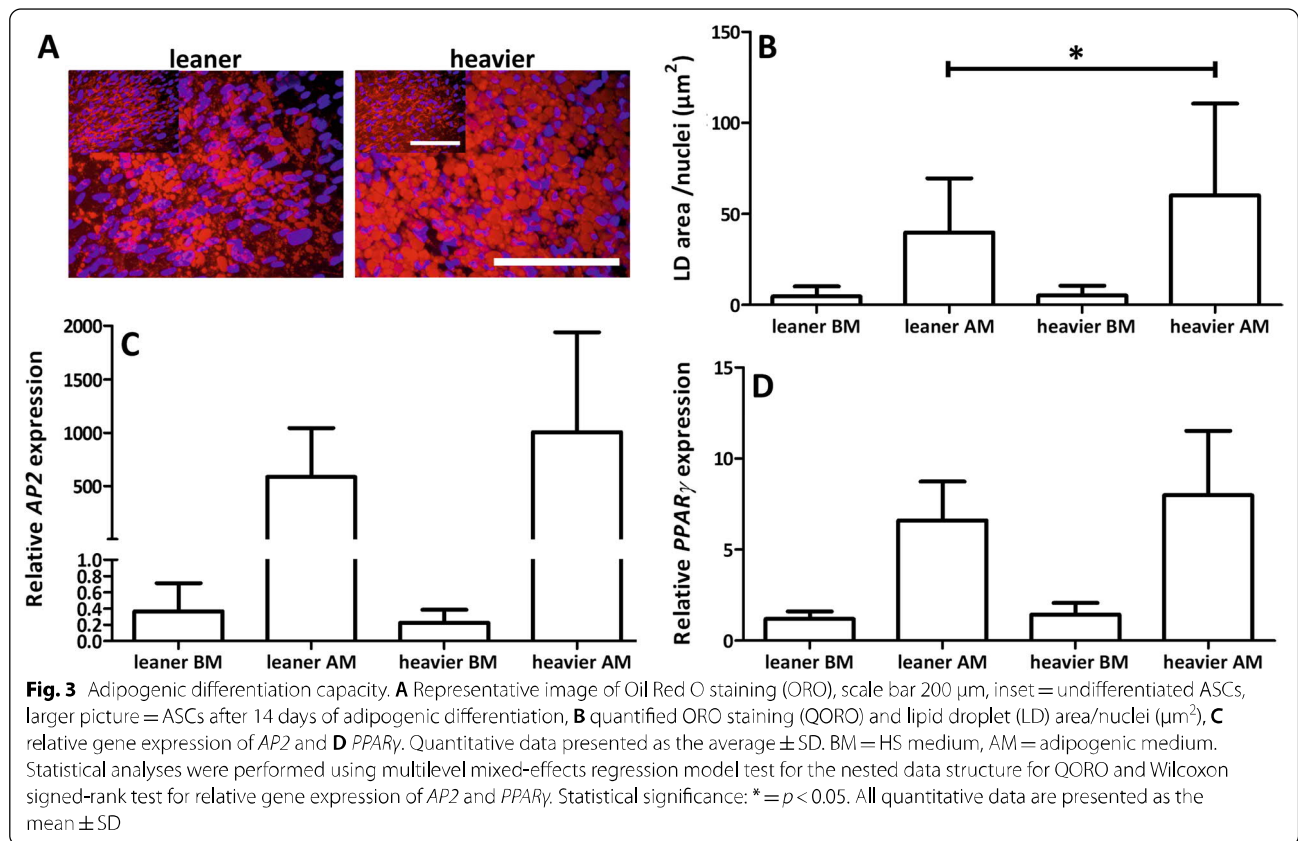 A
leaner
heavier
B
LD area /nuclei (µm²)
150
100
50
0
*
leaner BM
leaner AM
heavier BM
heavier AM
C
Relative AP2 expression
2000
1500
1000
500
1.0
0.8
0.6
0.4
0.2
0.0
leaner BM
leaner AM
heavier BM
heavier AM
D
Relative PPARγ expression
15
10
5
0
leaner BM
leaner AM
heavier BM
heavier AM
Fig. 3 Adipogenic differentiation capacity. A Representative image of Oil Red O staining (ORO), scale bar 200 µm, inset = undifferentiated ASCs,
larger picture = ASCs after 14 days of adipogenic differentiation, B quantified ORO staining (QORO) and lipid droplet (LD) area/nuclei (µm²), C
relative gene expression of AP2 and D PPARγ. Quantitative data presented as the average ± SD. BM = HS medium, AM = adipogenic medium.
Statistical analyses were performed using multilevel mixed-effects regression model test for the nested data structure for QORO and Wilcoxon
signed-rank test for relative gene expression of AP2 and PPARγ. Statistical significance: * = p < 0.05. All quantitative data are presented as the
mean ± SD